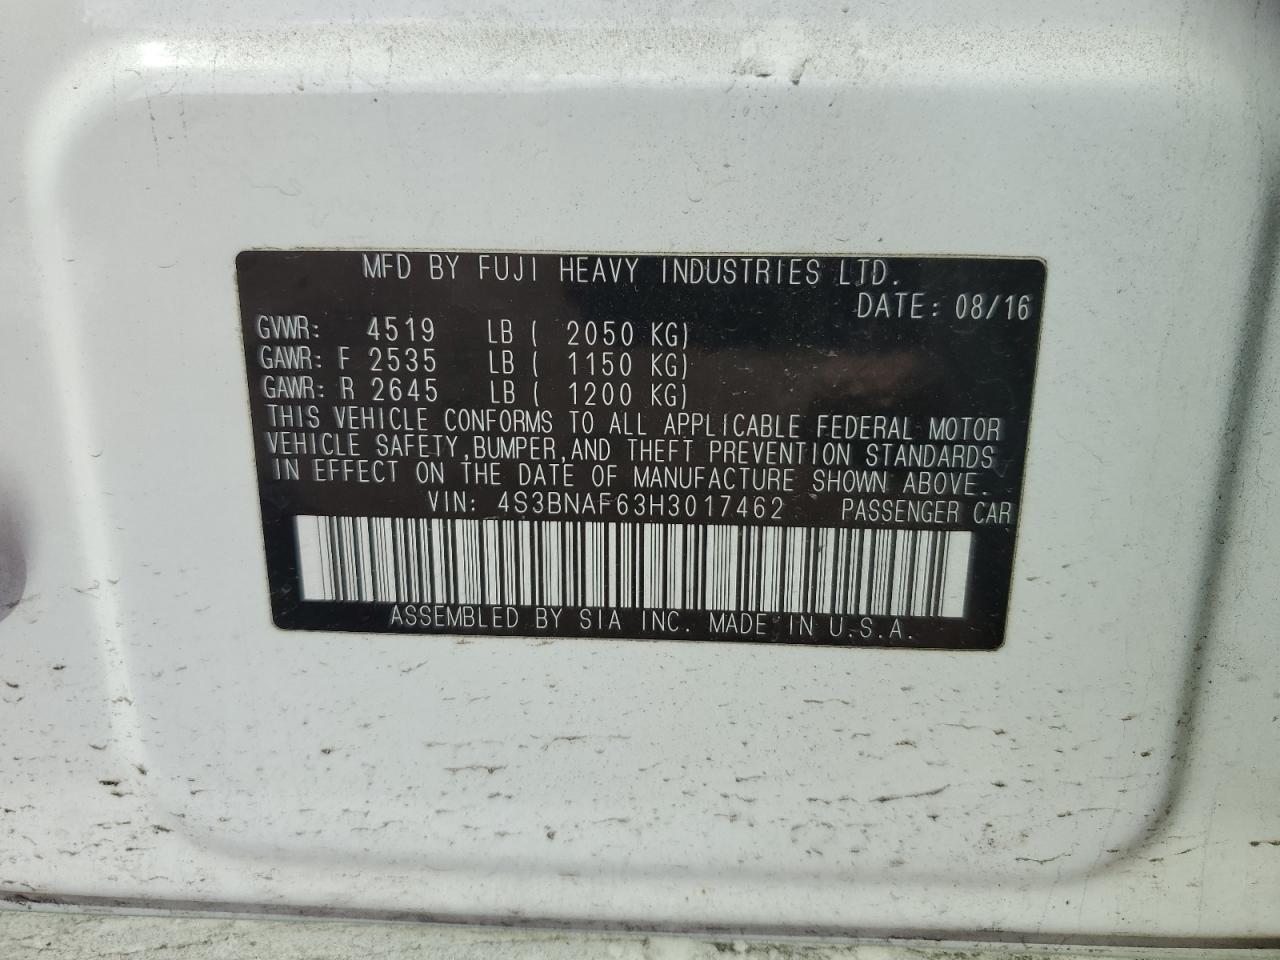 MFD BY FUJI HEAVY INDUSTRIES LTD.
DATE: 08/16
GVWR: 4519 LB ( 2050 KG)
GAWR: F 2535 LB ( 1150 KG)
GAWR: R 2645 LB ( 1200 KG)
THIS VEHICLE CONFORMS TO ALL APPLICABLE FEDERAL MOTOR
VEHICLE SAFETY,BUMPER,AND THEFT PREVENTION STANDARDS
IN EFFECT ON THE DATE OF MANUFACTURE SHOWN ABOVE.
VIN: 4S3BNAF63H3017462 PASSENGER CAR
ASSEMBLED BY SIA INC. MADE IN U.S.A.